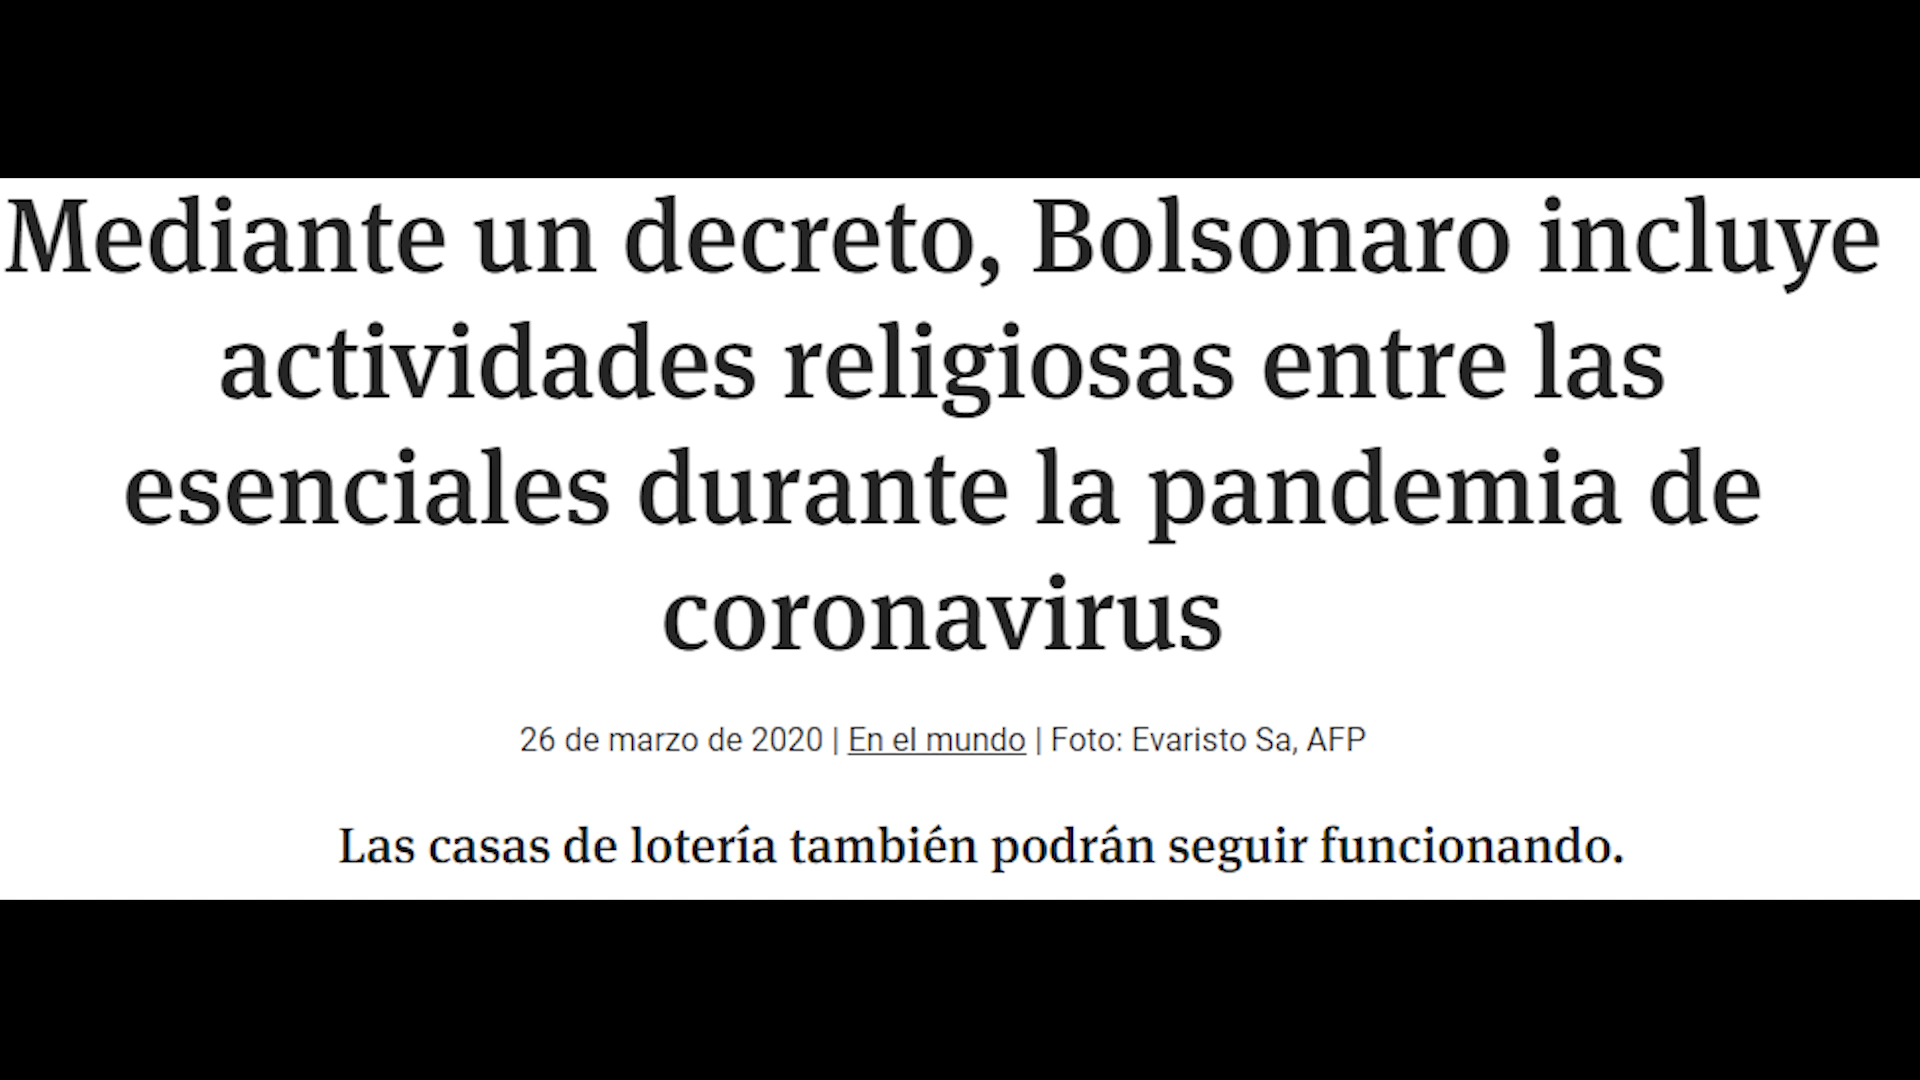 Mediante un decreto, Bolsonaro incluye
actividades religiosas entre las
esenciales durante la pandemia de
coronavirus
26 de marzo de 2020 | En el mundo | Foto: Evaristo Sa, AFP
Las casas de lotería también podrán seguir funcionando.